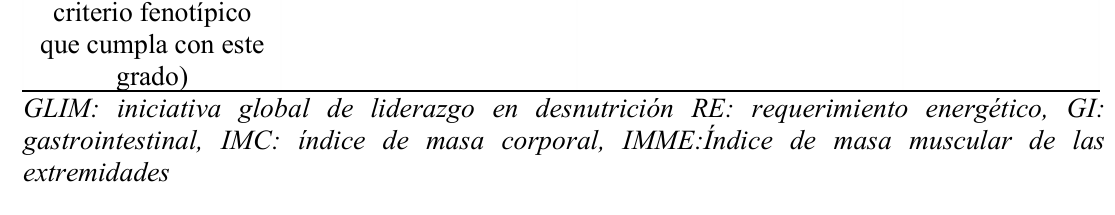 criterio fenotípico
que cumpla con este
grado)
GLIM: iniciativa global de liderazgo en desnutrición RE: requerimiento energético, GI:
gastrointestinal, IMC: índice de masa corporal, IMME:Índice de masa muscular de las
extremidades